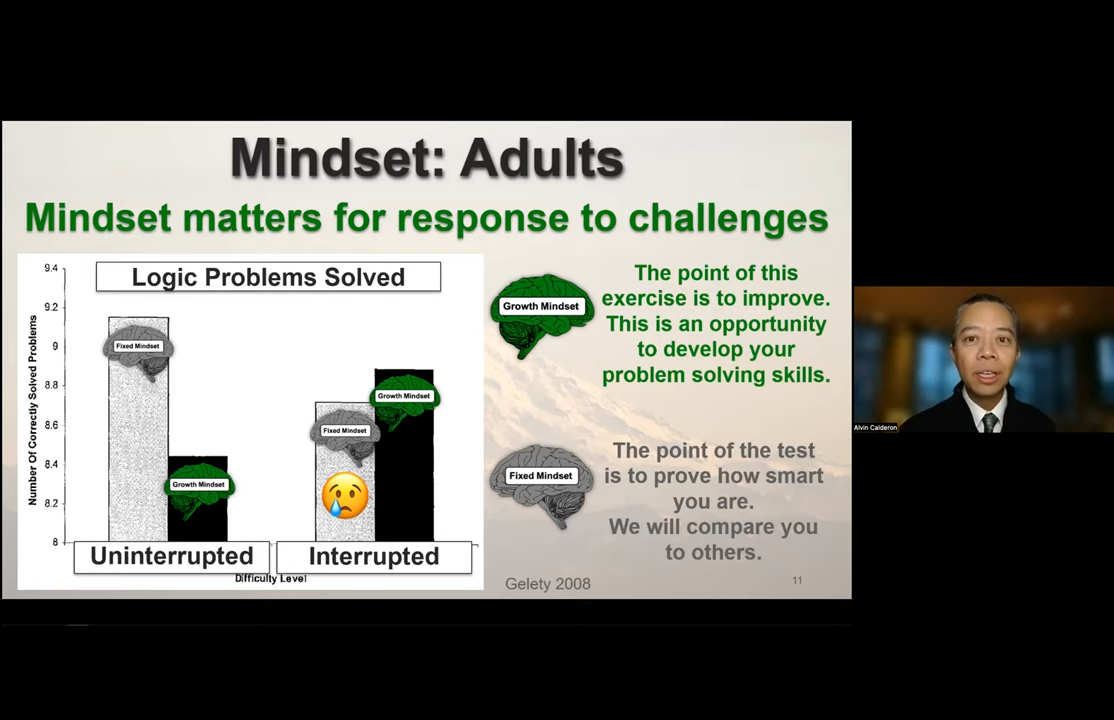 Mindset: Adults
Mindset matters for response to challenges
Logic Problems Solved
Number Of Correctly Solved Problems
9.4
9.2
9
8.8
8.6
8.4
8.2
8
Fixed Mindset
Growth Mindset
Fixed Mindset
Growth Mindset
Uninterrupted
Interrupted
Difficulty Level
Growth Mindset
The point of this
exercise is to improve.
This is an opportunity
to develop your
problem solving skills.
Fixed Mindset
The point of the test
is to prove how smart
you are.
We will compare you
to others.
Gelety 2008
11
Alvin Calderon